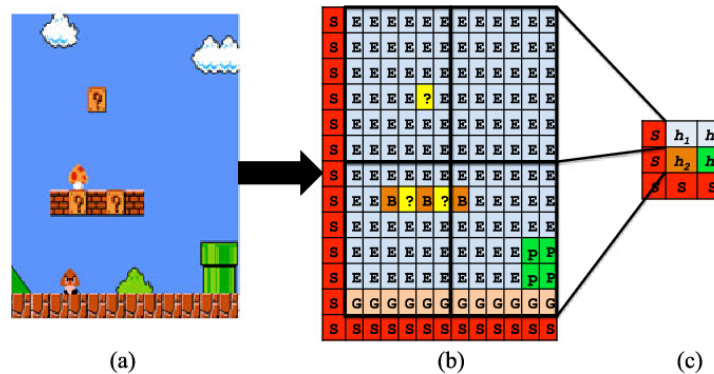 ?
? ?
S E E E E E E E E E E E E
S E E E E E E E E E E E E
S E E E E E E E E E E E E
S E E E E ? E E E E E E E
S E E E E E E E E E E E E
S E E E E E E E E E E E E
S E E E E E E E E E E E E
S E E B ? B ? B E E E E E
S E E E E E E E E E E E E
S E E E E E E E E E E p P
S E E E E E E E E E E p P
S G G G G G G G G G G G G
S S S S S S S S S S S S S
S h₁ h
S h₂ h
S S S
(a) (b) (c)